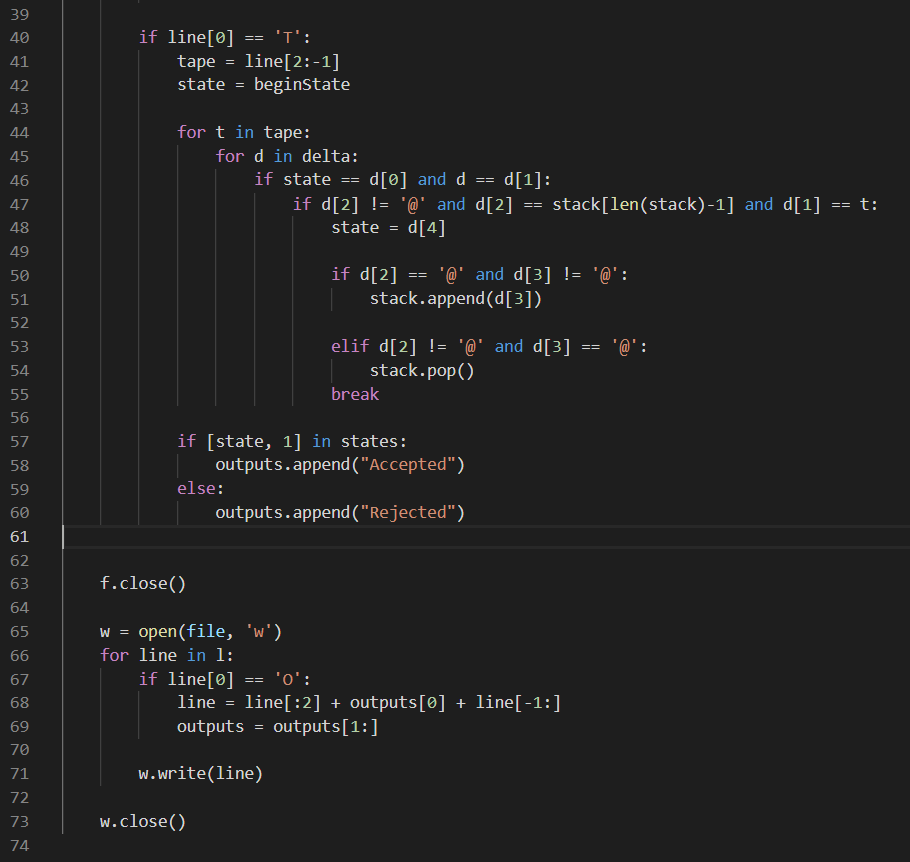 39
40 if line[0] == 'T':
41 tape = line[2:-1]
42 state = beginState
43
44 for t in tape:
45 for d in delta:
46 if state == d[0] and d == d[1]:
47 if d[2] != '@' and d[2] == stack[len(stack)-1] and d[1] == t:
48 state = d[4]
49
50 if d[2] == '@' and d[3] != '@':
51 stack.append(d[3])
52
53 elif d[2] != '@' and d[3] == '@':
54 stack.pop()
55 break
56
57 if [state, 1] in states:
58 outputs.append("Accepted")
59 else:
60 outputs.append("Rejected")
61
62
63 f.close()
64
65 w = open(file, 'w')
66 for line in l:
67 if line[0] == 'O':
68 line = line[:2] + outputs[0] + line[-1:]
69 outputs = outputs[1:]
70
71 w.write(line)
72
73 w.close()
74